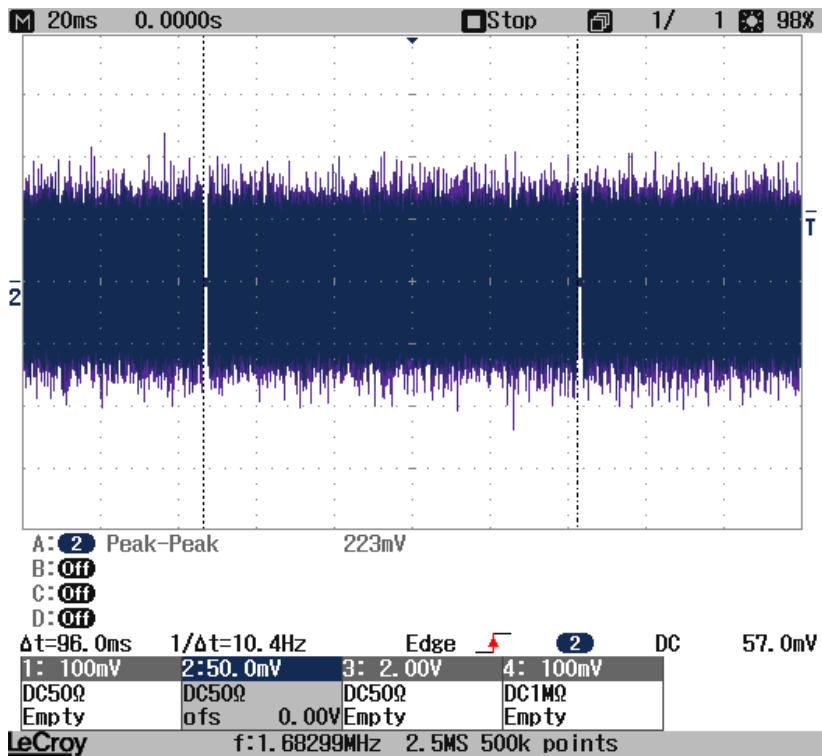 M 20ms 0.0000s Stop 1/ 1 98%
T
2
A:2 Peak-Peak 223mV
B:Off
C:Off
D:Off
Δt=96.0ms 1/Δt=10.4Hz Edge 2 DC 57.0mV
1: 100mV 2:50.0mV 3: 2.00V 4: 100mV
DC50Ω DC50Ω DC50Ω DC1MΩ
Empty ofs 0.00V Empty Empty
LeCroy f:1.68299MHz 2.5MS 500k points